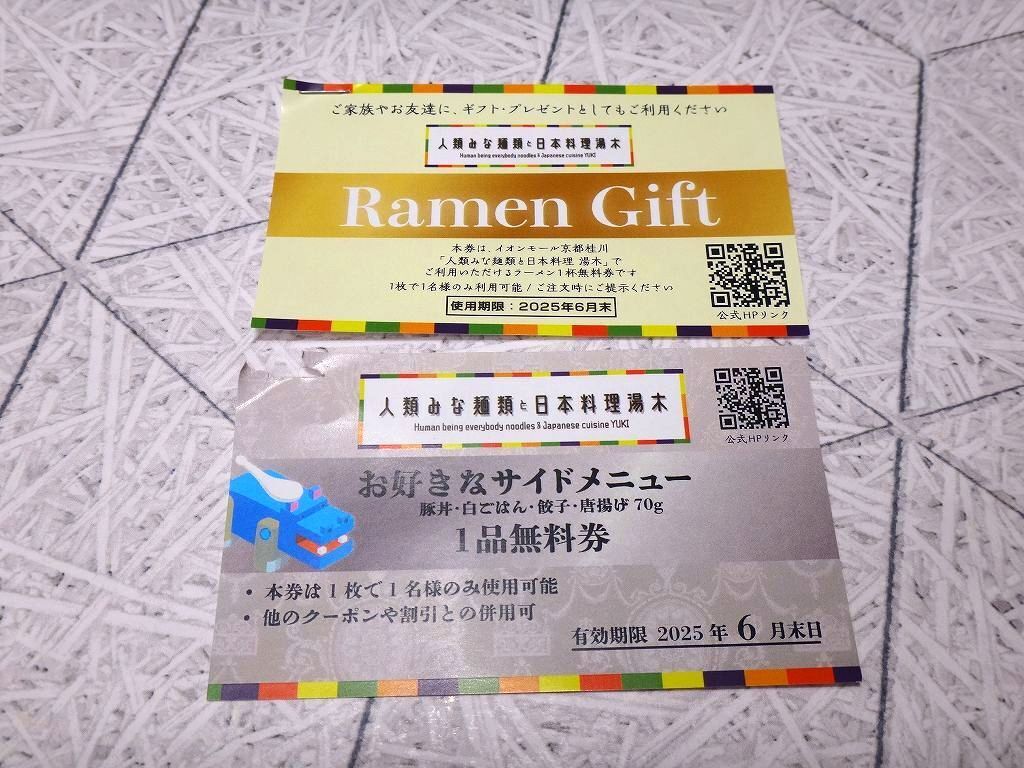 ご家族やお友達に、ギフト・プレゼントとしてもご利用ください
人類みな麺類と日本料理湯木
Human being everybody noodles & Japanese cuisine YUKI
Ramen Gift
本券は、イオンモール京都桂川
「人類みな麺類と日本料理 湯木」で
ご利用いただけるラーメン1杯無料券です
1枚で1名様のみ利用可能 / ご注文時にご提示ください
使用期限：2025年6月末
公式HPリンク
人類みな麺類と日本料理湯木
Human being everybody noodles & Japanese cuisine YUKI
公式HPリンク
お好きなサイドメニュー
豚丼・白ごはん・餃子・唐揚げ 70g
1品無料券
・本券は1枚で1名様のみ使用可能
・他のクーポンや割引との併用可
有効期限 2025年 6 月末日